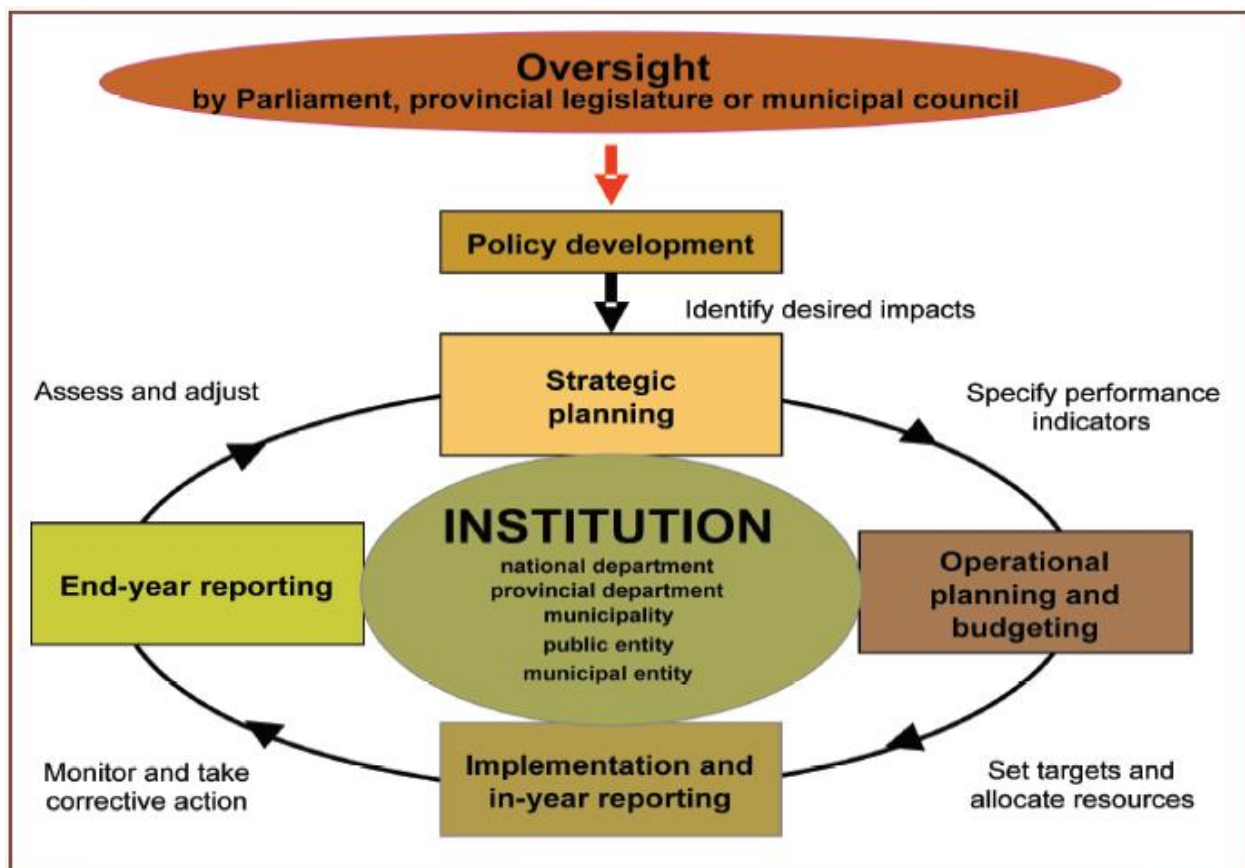 Oversight
by Parliament, provincial legislature or municipal council
Policy development
Identify desired impacts
Strategic
planning
Assess and adjust
Specify performance
indicators
INSTITUTION
national department
provincial department
municipality
public entity
municipal entity
End-year reporting
Operational
planning and
budgeting
Implementation and
in-year reporting
Monitor and take
corrective action
Set targets and
allocate resources